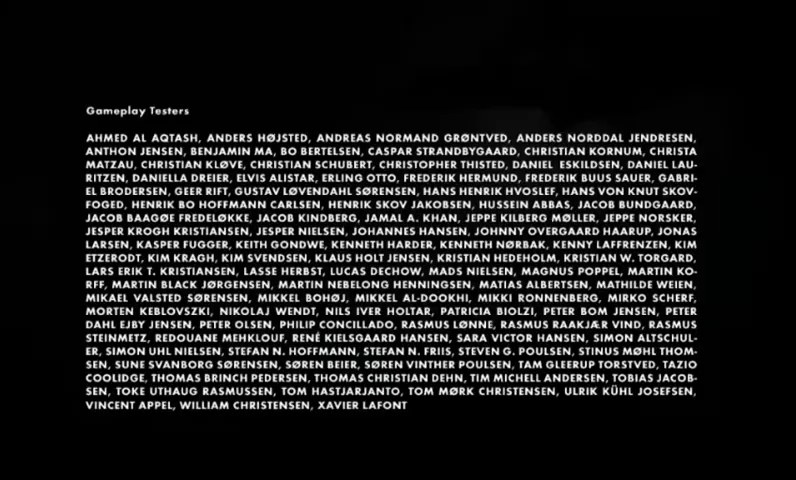 Gameplay Testers
AHMED AL AQTASH, ANDERS HØJSTED, ANDREAS NORMAND GRØNTVED, ANDERS NORDDAL JENDRESEN,
ANTHON JENSEN, BENJAMIN MA, BO BERTELSEN, CASPAR STRANDBYGAARD, CHRISTIAN KORNUM, CHRISTA
MATZAU, CHRISTIAN KLØVE, CHRISTIAN SCHUBERT, CHRISTOPHER THISTED, DANIEL ESKILDSEN, DANIEL LAU-
RITZEN, DANIELLA DREIER, ELVIS ALISTAR, ERLING OTTO, FREDERIK HERMUND, FREDERIK BUUS SAUER, GABRI-
EL BRODERSEN, GEER RIFT, GUSTAV LØVENDAHL SØRENSEN, HANS HENRIK HVOSLEF, HANS VON KNUT SKOV-
FOGED, HENRIK BO HOFFMANN CARLSEN, HENRIK SKOV JAKOBSEN, HUSSEIN ABBAS, JACOB BUNDGAARD,
JACOB BAAGØE FREDELØKKE, JACOB KINDBERG, JAMAL A. KHAN, JEPPE KILBERG MØLLER, JEPPE NORSKER,
JESPER KROGH KRISTIANSEN, JESPER NIELSEN, JOHANNES HANSEN, JOHNNY OVERGAARD HAARUP, JONAS
LARSEN, KASPER FUGGER, KEITH GONDWE, KENNETH HARDER, KENNETH NØRBAK, KENNY LAFFRENZEN, KIM
ETZERODT, KIM KRAGH, KIM SVENDSEN, KLAUS HOLT JENSEN, KRISTIAN HEDEHOLM, KRISTIAN W. TORGARD,
LARS ERIK T. KRISTIANSEN, LASSE HERBST, LUCAS DECHOW, MADS NIELSEN, MAGNUS POPPEL, MARTIN KO-
RFF, MARTIN BLACK JØRGENSEN, MARTIN NEBELONG HENNINGSEN, MATIAS ALBERTSEN, MATHILDE WEIEN,
MIKAEL VALSTED SØRENSEN, MIKKEL BOHØJ, MIKKEL AL-DOOKHI, MIKKI RONNENBERG, MIRKO SCHERF,
MORTEN KEBLOVSZKI, NIKOLAJ WENDT, NILS IVER HOLTAR, PATRICIA BIOLZI, PETER BOM JENSEN, PETER
DAHL EJBY JENSEN, PETER OLSEN, PHILIP CONCILLADO, RASMUS LØNNE, RASMUS RAAKJÆR VIND, RASMUS
STEINMETZ, REDOUANE MEHKLOUF, RENÉ KIELSGAARD HANSEN, SARA VICTOR HANSEN, SIMON ALTSCHUL-
ER, SIMON UHL NIELSEN, STEFAN N. HOFFMANN, STEFAN N. FRIIS, STEVEN G. POULSEN, STINUS MØHL THOM-
SEN, SUNE SVANBORG SØRENSEN, SØREN BEIER, SØREN VINTHER POULSEN, TAM GLEERUP TORSTVED, TAZIO
COOLIDGE, THOMAS BRINCH PEDERSEN, THOMAS CHRISTIAN DEHN, TIM MICHELL ANDERSEN, TOBIAS JACOB-
SEN, TOKE UTHAUG RASMUSSEN, TOM HASTJARJANTO, TOM MØRK CHRISTENSEN, ULRIK KÜHL JOSEFSEN,
VINCENT APPEL, WILLIAM CHRISTENSEN, XAVIER LAFONT